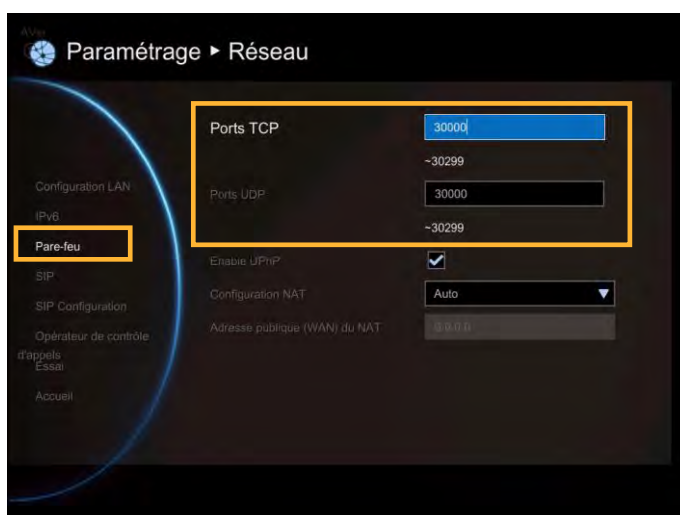 AVer
Paramétrage ► Réseau
Ports TCP
30000
~30299
Ports UDP
30000
~30299
Enable UPnP
Configuration NAT
Auto
Adresse publique (WAN) du NAT
0.0.0.0
Configuration LAN
IPv6
Pare-feu
SIP
SIP Configuration
Opérateur de contrôle
d'appels
Essai
Accueil